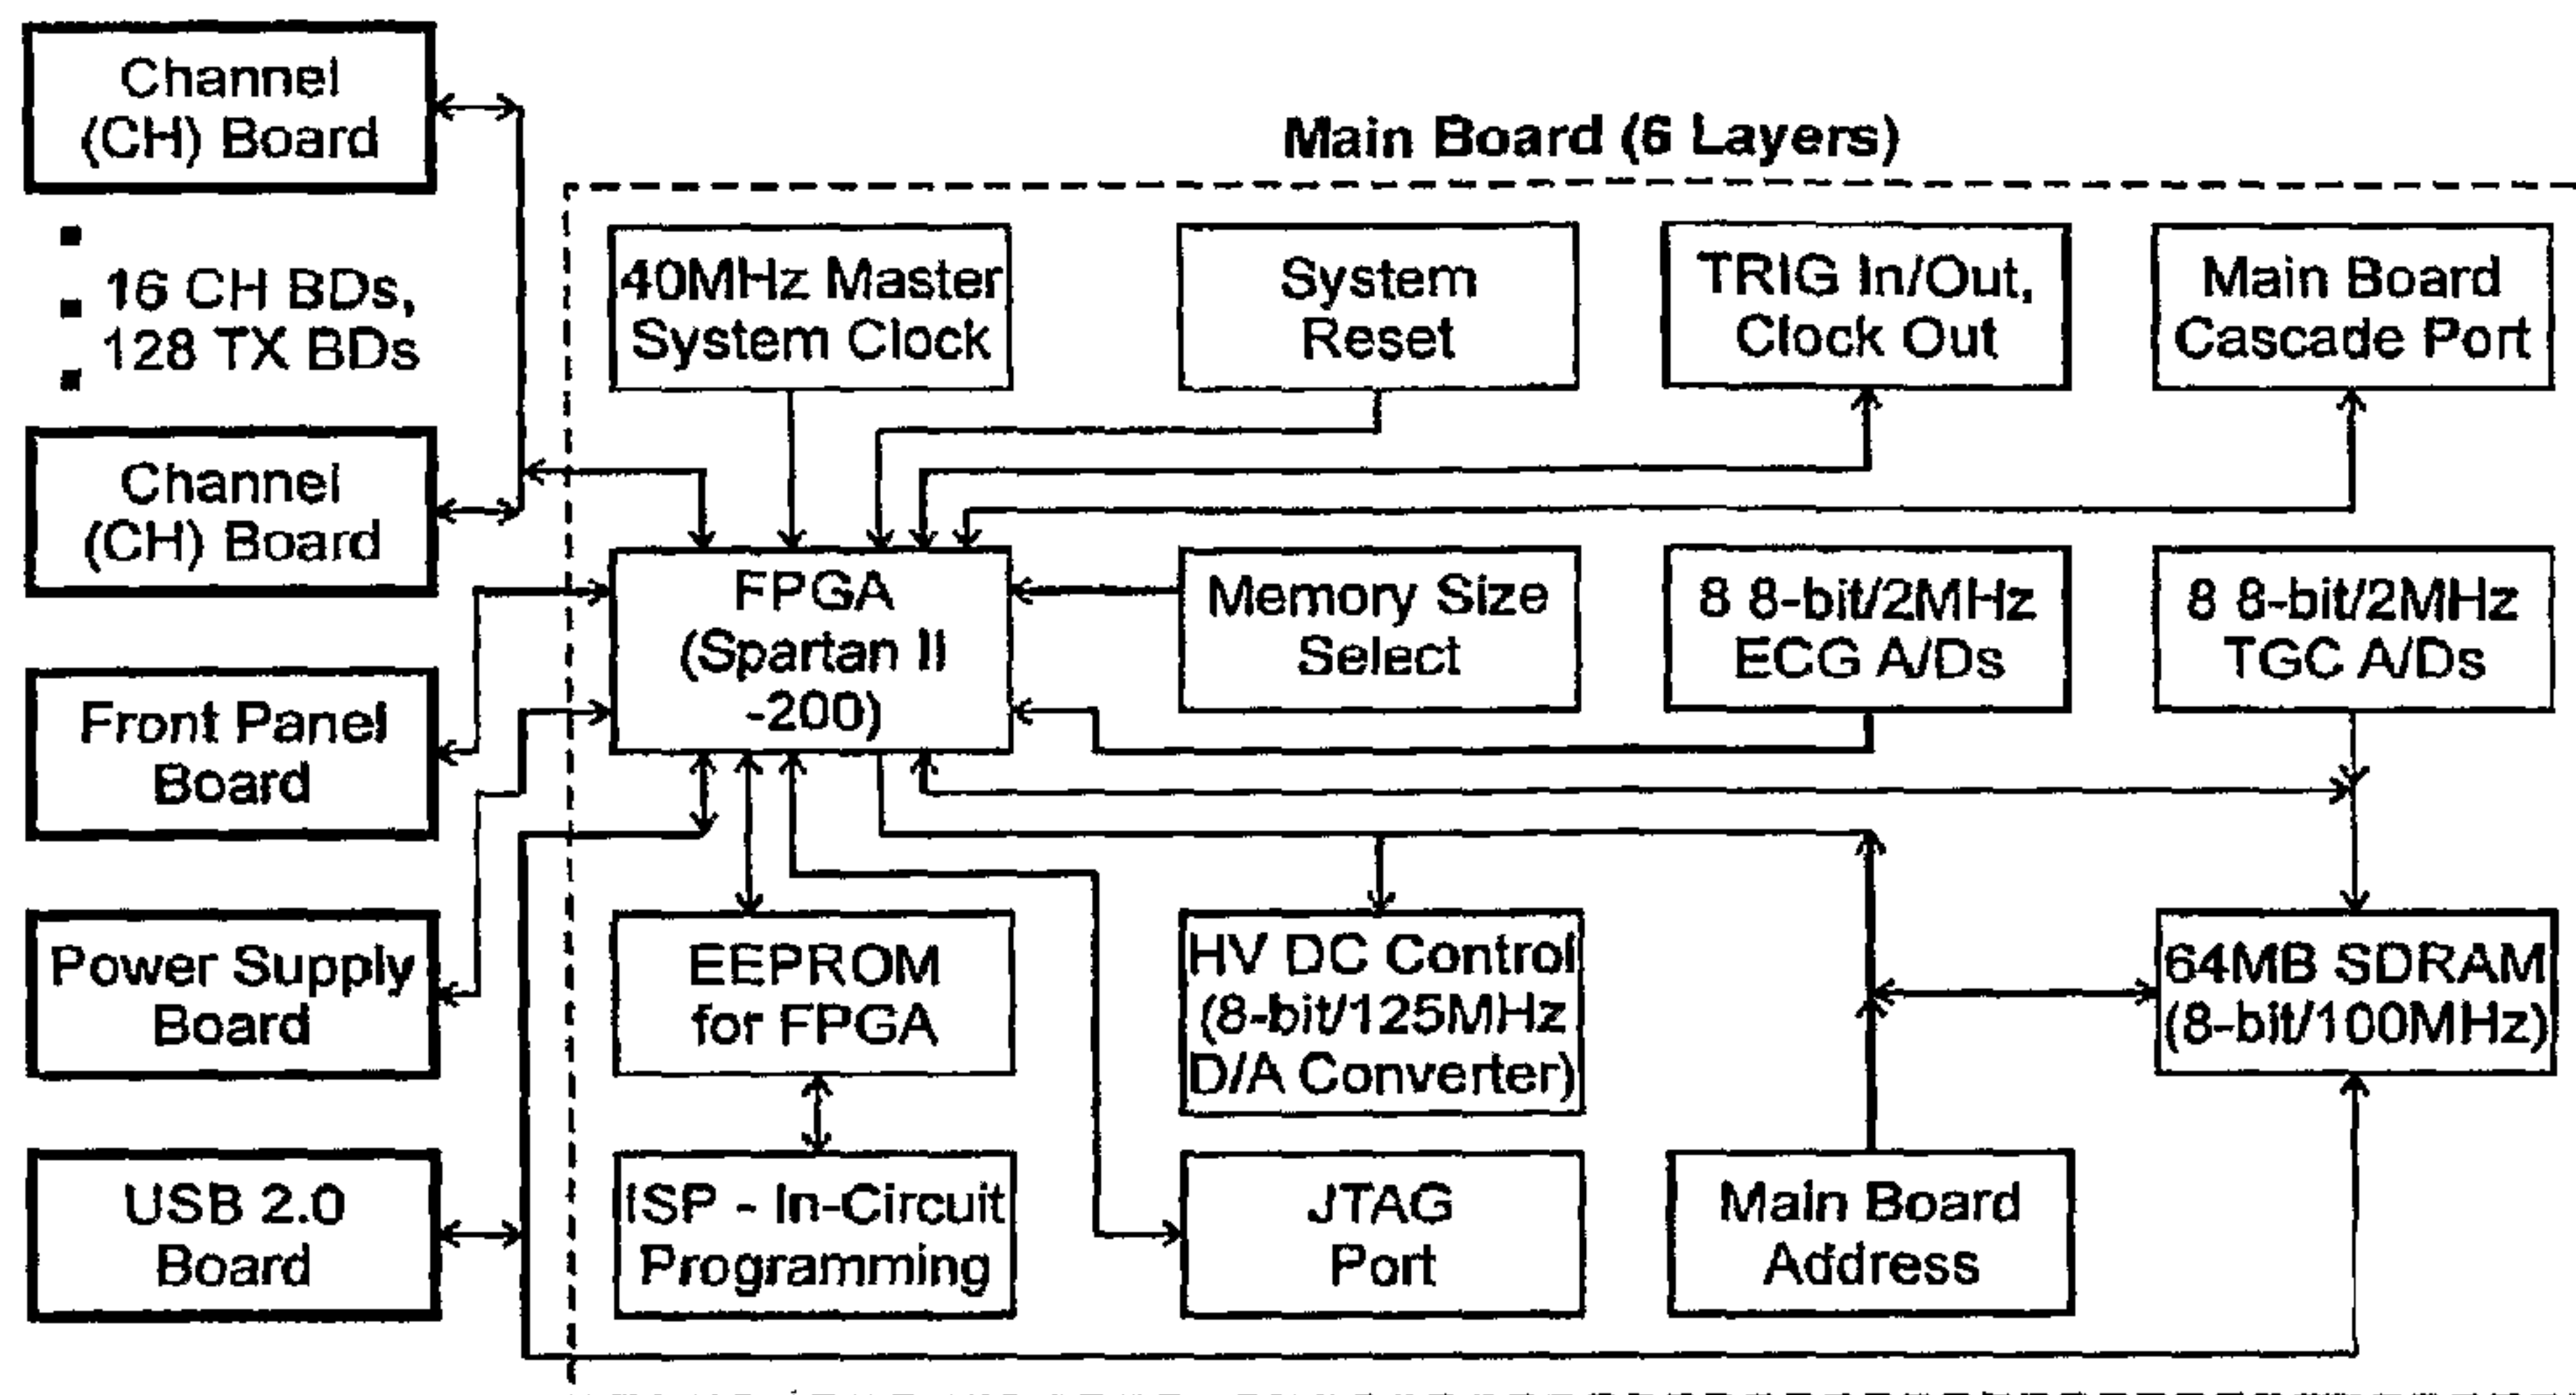 Channel
(CH) Board
16 CH BDs,
128 TX BDs
Channel
(CH) Board
Front Panel
Board
Power Supply
Board
USB 2.0
Board
Main Board (6 Layers)
40MHz Master
System Clock
System
Reset
TRIG In/Out,
Clock Out
Main Board
Cascade Port
FPGA
(Spartan II
-200)
Memory Size
Select
8 8-bit/2MHz
ECG A/Ds
8 8-bit/2MHz
TGC A/Ds
EEPROM
for FPGA
HV DC Control
(8-bit/125MHz
D/A Converter)
64MB SDRAM
(8-bit/100MHz)
ISP - In-Circuit
Programming
JTAG
Port
Main Board
Address